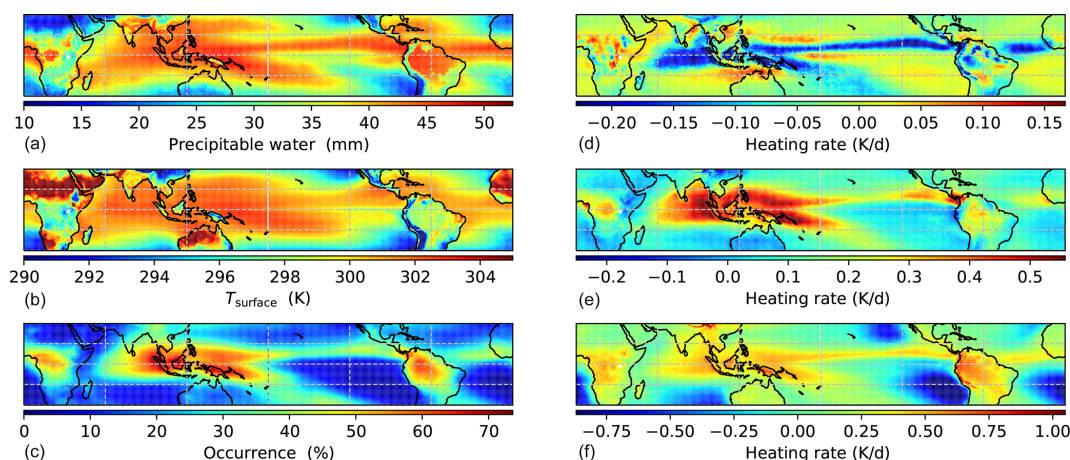 10 15 20 25 30 35 40 45 50
(a) Precipitable water (mm)
−0.20 −0.15 −0.10 −0.05 0.00 0.05 0.10 0.15
(d) Heating rate (K/d)
290 292 294 296 298 300 302 304
(b) Tsurface (K)
−0.2 −0.1 0.0 0.1 0.2 0.3 0.4 0.5
(e) Heating rate (K/d)
0 10 20 30 40 50 60 70
(c) Occurrence (%)
−0.75 −0.50 −0.25 0.00 0.25 0.50 0.75 1.00
(f) Heating rate (K/d)